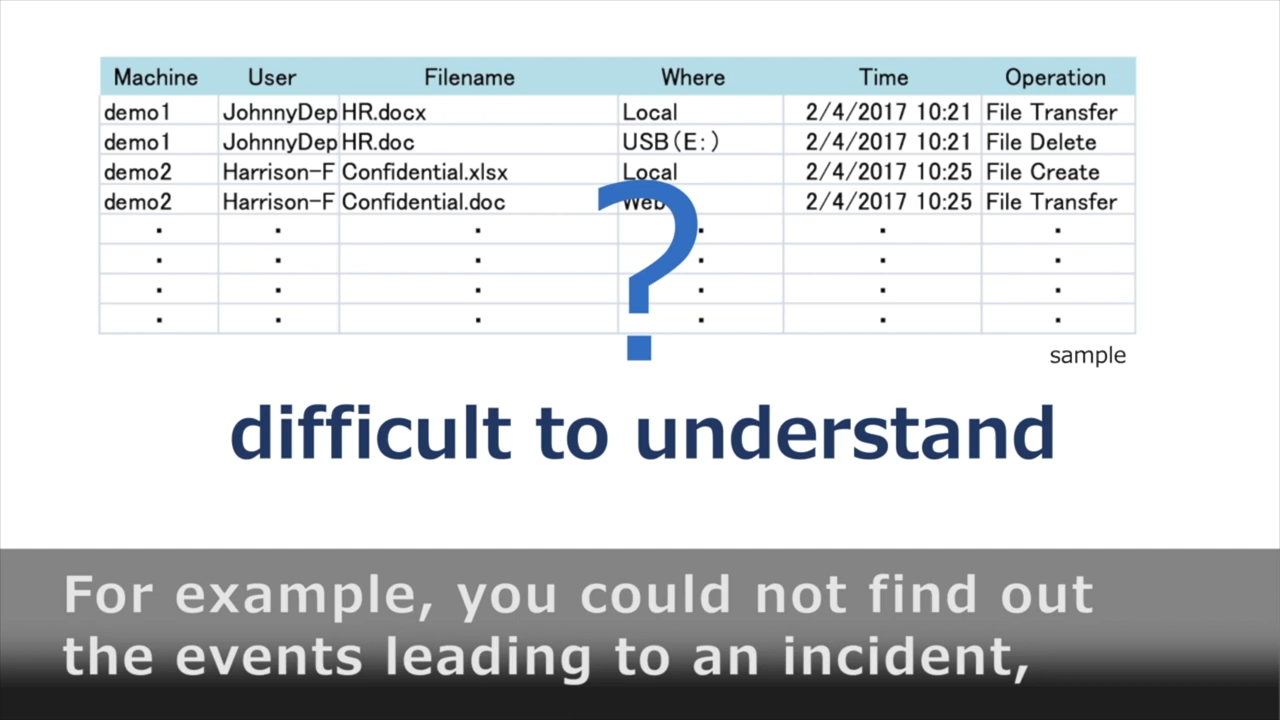 Machine User Filename Where Time Operation
demo1 JohnnyDep HR.docx Local 2/4/2017 10:21 File Transfer
demo1 JohnnyDep HR.doc USB(E:) 2/4/2017 10:21 File Delete
demo2 Harrison-F Confidential.xlsx Local 2/4/2017 10:25 File Create
demo2 Harrison-F Confidential.doc Web 2/4/2017 10:25 File Transfer
?
sample
difficult to understand
For example, you could not find out
the events leading to an incident,